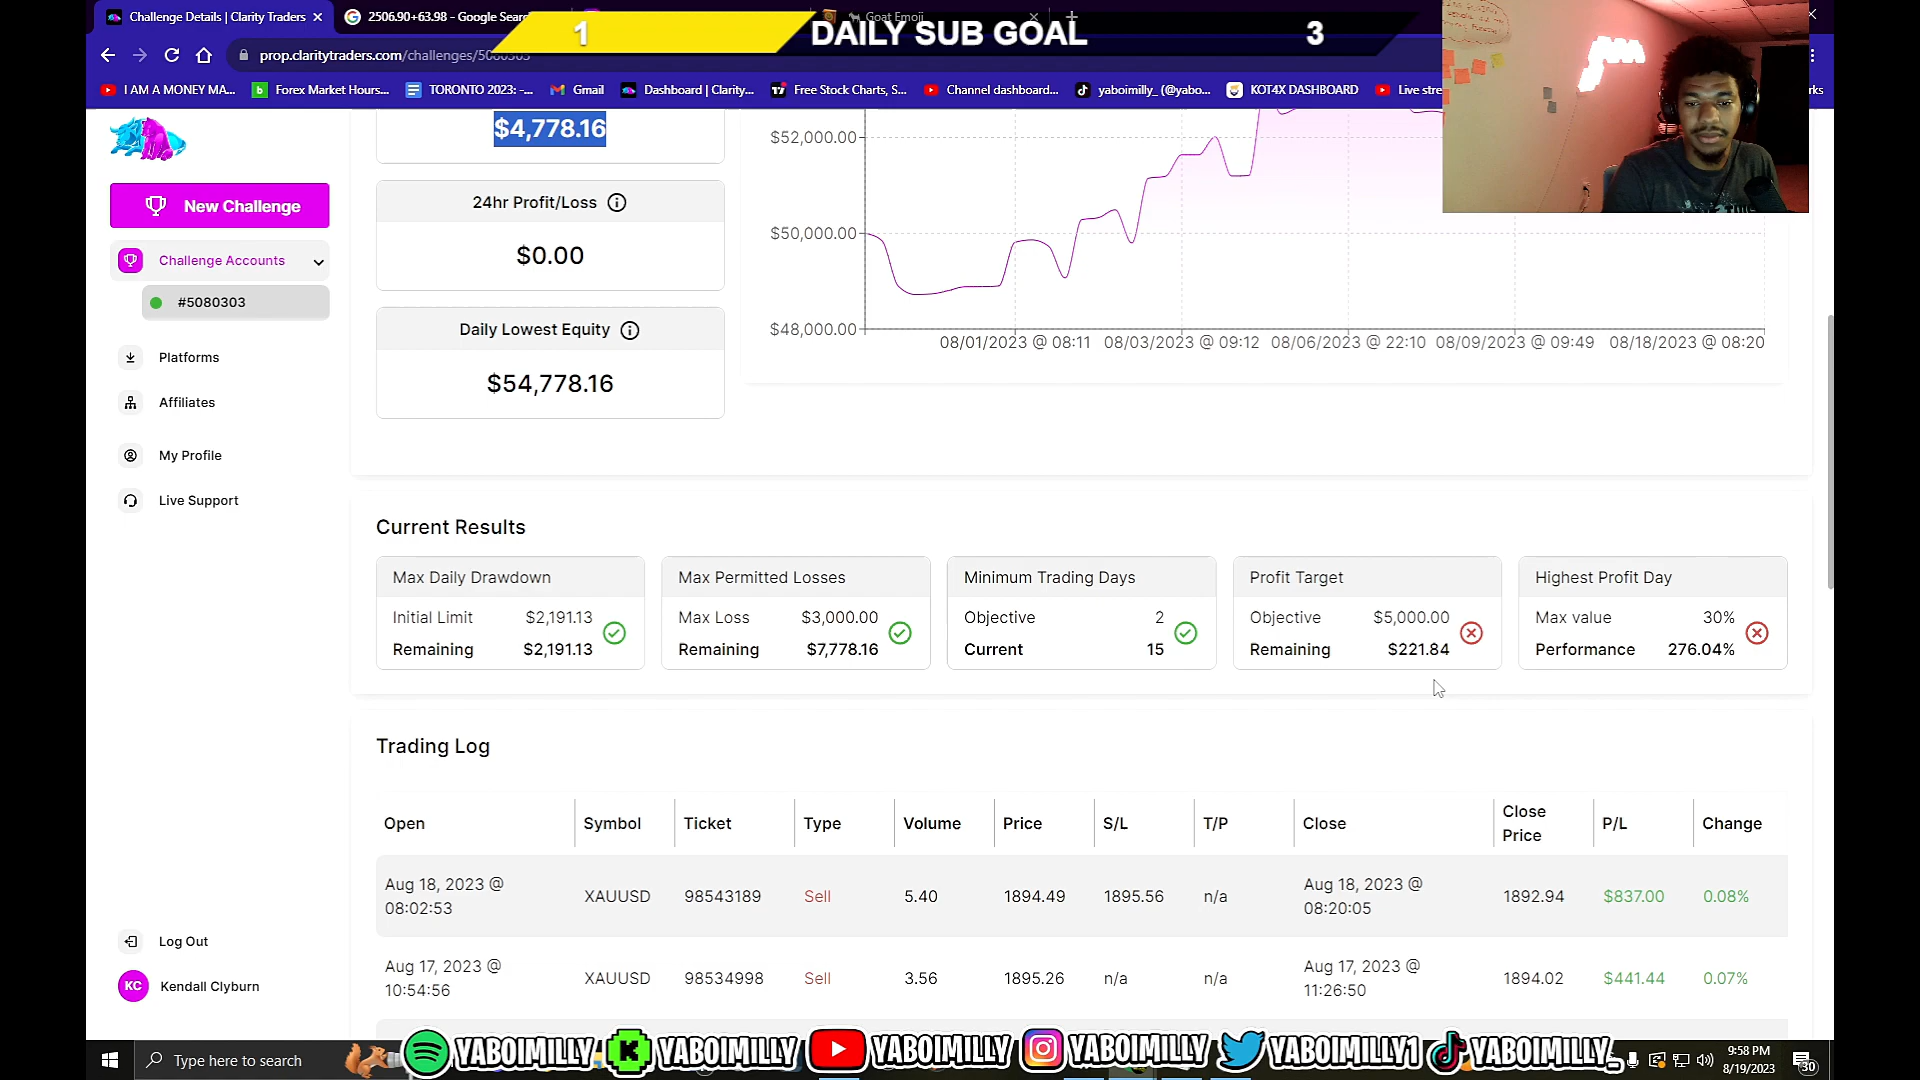 Challenge Details | Clarity Traders
2506.90+63.98 - Google Sear
Goat Emoji
1
DAILY SUB GOAL
3
prop.claritytraders.com/challenges/5080303
I AM A MONEY MA...
Forex Market Hours...
TORONTO 2023: -...
Gmail
Dashboard | Clarity...
Free Stock Charts, S...
Channel dashboard...
yaboimilly_ (@yabo...
KOT4X DASHBOARD
Live stre
rks
New Challenge
Challenge Accounts
#5080303
Platforms
Affiliates
My Profile
Live Support
Log Out
KC
Kendall Clyburn
$4,778.16
24hr Profit/Loss
$0.00
Daily Lowest Equity
$54,778.16
$52,000.00
$50,000.00
$48,000.00
08/01/2023 @ 08:11 08/03/2023 @ 09:12 08/06/2023 @ 22:10 08/09/2023 @ 09:49 08/18/2023 @ 08:20
Current Results
Max Daily Drawdown
Initial Limit $2,191.13
Remaining $2,191.13
Max Permitted Losses
Max Loss $3,000.00
Remaining $7,778.16
Minimum Trading Days
Objective 2
Current 15
Profit Target
Objective $5,000.00
Remaining $221.84
Highest Profit Day
Max value 30%
Performance 276.04%
Trading Log
Open Symbol Ticket Type Volume Price S/L T/P Close Close Price P/L Change
Aug 18, 2023 @ 08:02:53 XAUUSD 98543189 Sell 5.40 1894.49 1895.56 n/a Aug 18, 2023 @ 08:20:05 1892.94 $837.00 0.08%
Aug 17, 2023 @ 10:54:56 XAUUSD 98534998 Sell 3.56 1895.26 n/a n/a Aug 17, 2023 @ 11:26:50 1894.02 $441.44 0.07%
Type here to search
YABOIMILLY
K YABOIMILLY
YABOIMILLY
YABOIMILLY
YABOIMILLY1
YABOIMILLY_
9:58 PM
8/19/2023
30